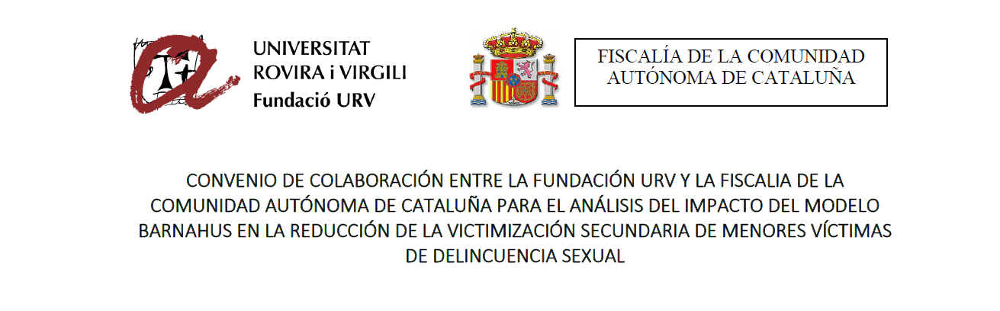 UNIVERSITAT
ROVIRA i VIRGILI
Fundació URV
FISCALÍA DE LA COMUNIDAD
AUTÓNOMA DE CATALUÑA
CONVENIO DE COLABORACIÓN ENTRE LA FUNDACIÓN URV Y LA FISCALIA DE LA
COMUNIDAD AUTÓNOMA DE CATALUÑA PARA EL ANÁLISIS DEL IMPACTO DEL MODELO
BARNAHUS EN LA REDUCCIÓN DE LA VICTIMIZACIÓN SECUNDARIA DE MENORES VÍCTIMAS
DE DELINCUENCIA SEXUAL